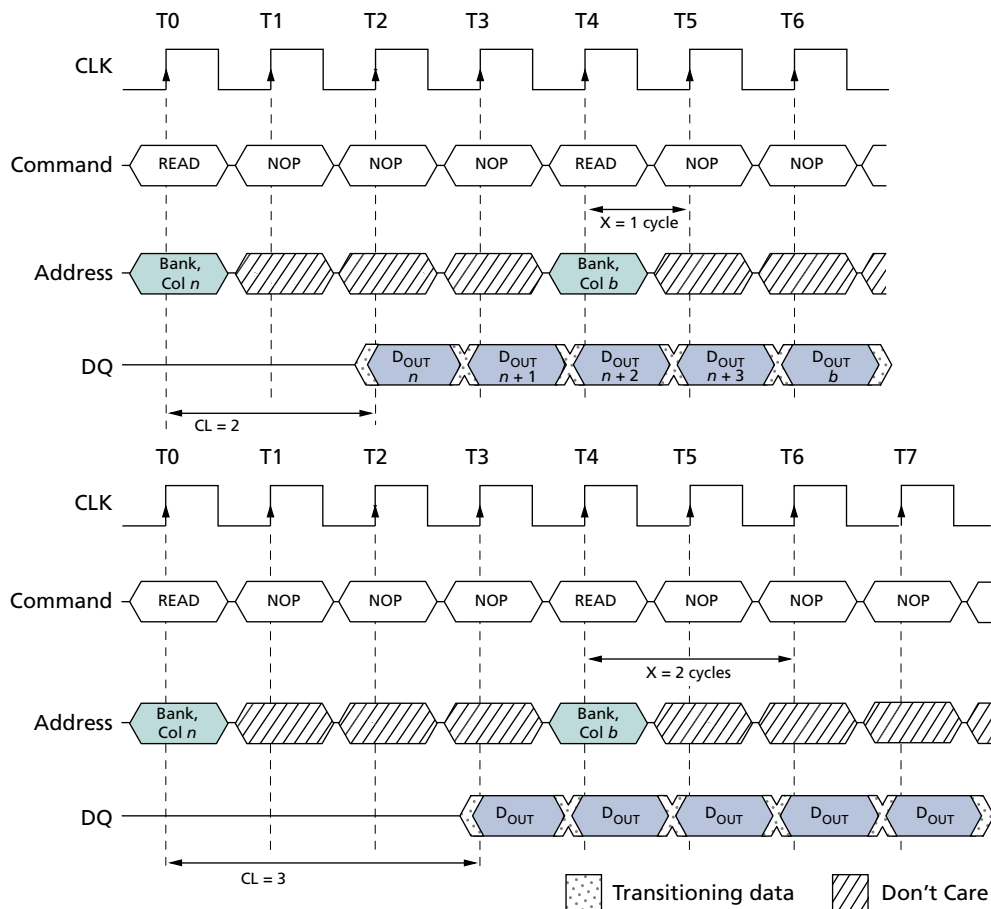 T0 T1 T2 T3 T4 T5 T6
CLK
Command READ NOP NOP NOP READ NOP NOP
X = 1 cycle
Address Bank, Col n Bank, Col b
DQ DOUT n DOUT n + 1 DOUT n + 2 DOUT n + 3 DOUT b
CL = 2
T0 T1 T2 T3 T4 T5 T6 T7
CLK
Command READ NOP NOP NOP READ NOP NOP NOP
X = 2 cycles
Address Bank, Col n Bank, Col b
DQ DOUT DOUT DOUT DOUT DOUT
CL = 3
Transitioning data Don't Care